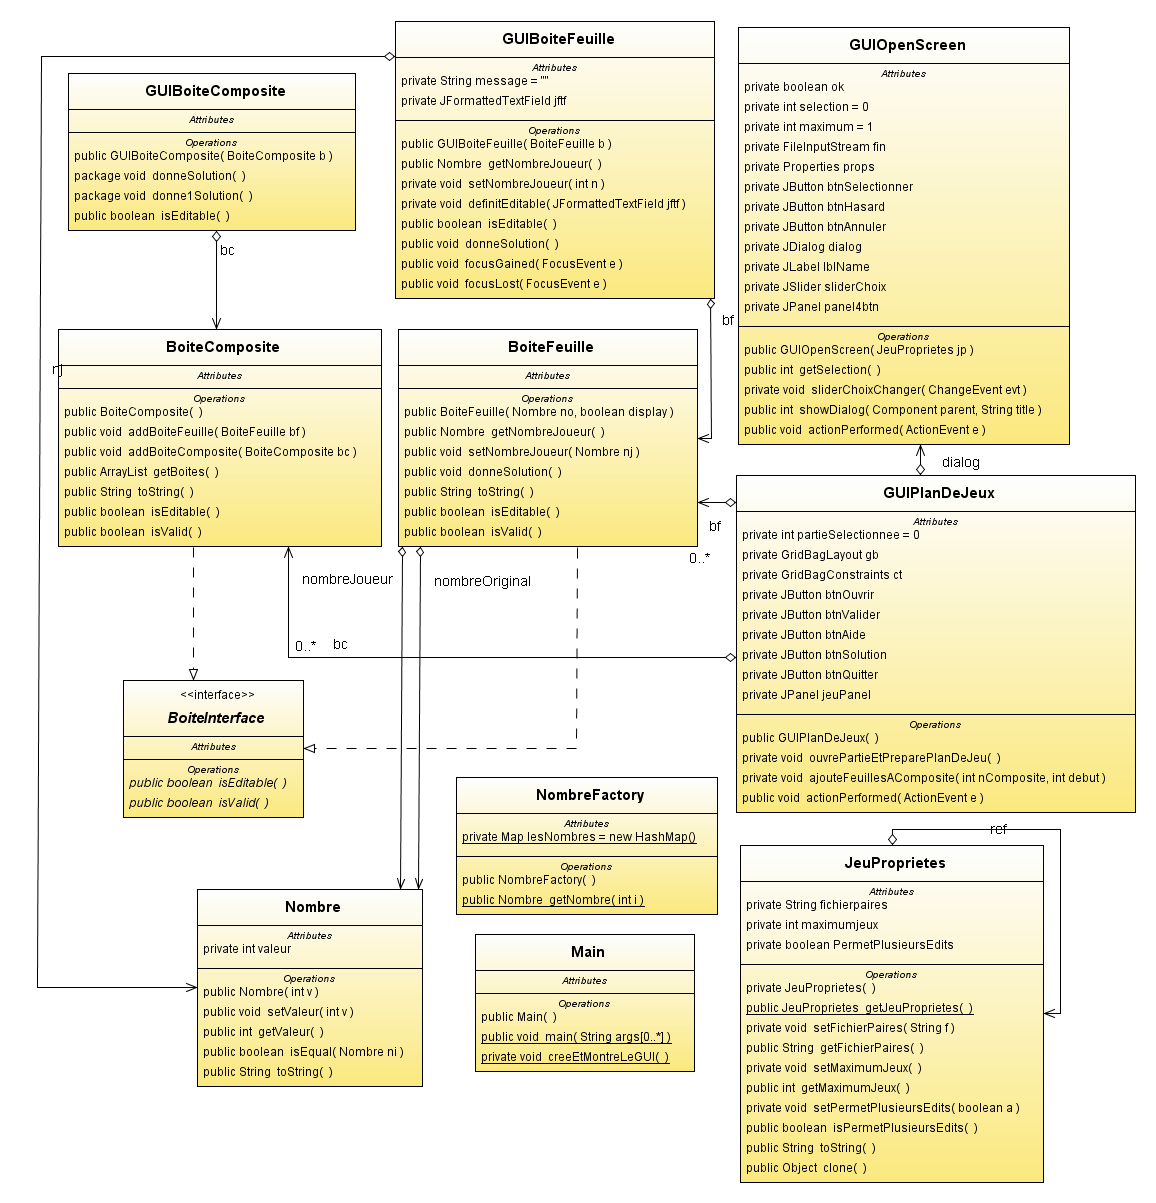 GUIBoiteFeuille
Attributes
private String message = ""
private JFormattedTextField jftf
Operations
public GUIBoiteFeuille( BoiteFeuille b )
public Nombre getNombreJoueur( )
private void setNombreJoueur( int n )
private void definitEditable( JFormattedTextField jftf )
public boolean isEditable( )
public void donneSolution( )
public void focusGained( FocusEvent e )
public void focusLost( FocusEvent e )
GUIOpenScreen
Attributes
private boolean ok
private int selection = 0
private int maximum = 1
private FileInputStream fin
private Properties props
private JButton btnSelectionner
private JButton btnHasard
private JButton btnAnnuler
private JDialog dialog
private JLabel lblName
private JSlider sliderChoix
private JPanel panel4btn
Operations
public GUIOpenScreen( JeuProprietes jp )
public int getSelection( )
private void sliderChoixChanger( ChangeEvent evt )
public int showDialog( Component parent, String title )
public void actionPerformed( ActionEvent e )
GUIBoiteComposite
Attributes
Operations
public GUIBoiteComposite( BoiteComposite b )
package void donneSolution( )
package void donne1Solution( )
public boolean isEditable( )
bc
bf
nj
BoiteComposite
Attributes
Operations
public BoiteComposite( )
public void addBoiteFeuille( BoiteFeuille bf )
public void addBoiteComposite( BoiteComposite bc )
public ArrayList getBoites( )
public String toString( )
public boolean isEditable( )
public boolean isValid( )
BoiteFeuille
Attributes
Operations
public BoiteFeuille( Nombre no, boolean display )
public Nombre getNombreJoueur( )
public void setNombreJoueur( Nombre nj )
public void donneSolution( )
public String toString( )
public boolean isEditable( )
public boolean isValid( )
dialog
bf
0..*
nombreJoueur
nombreOriginal
0..*
bc
GUIPlanDeJeux
Attributes
private int partieSelectionnee = 0
private GridBagLayout gb
private GridBagConstraints ct
private JButton btnOuvrir
private JButton btnValider
private JButton btnAide
private JButton btnSolution
private JButton btnQuitter
private JPanel jeuPanel
Operations
public GUIPlanDeJeux( )
private void ouvrePartieEtPreparePlanDeJeu( )
private void ajouteFeuillesAComposite( int nComposite, int debut )
public void actionPerformed( ActionEvent e )
<<interface>>
BoiteInterface
Attributes
Operations
public boolean isEditable( )
public boolean isValid( )
NombreFactory
Attributes
private Map lesNombres = new HashMap()
Operations
public NombreFactory( )
public Nombre getNombre( int i )
ref
JeuProprietes
Attributes
private String fichierpaires
private int maximumjeux
private boolean PermetPlusieursEdits
Operations
private JeuProprietes( )
public JeuProprietes getJeuProprietes( )
private void setFichierPaires( String f )
public String getFichierPaires( )
private void setMaximumJeux( )
public int getMaximumJeux( )
private void setPermetPlusieursEdits( boolean a )
public boolean isPermetPlusieursEdits( )
public String toString( )
public Object clone( )
Nombre
Attributes
private int valeur
Operations
public Nombre( int v )
public void setValeur( int v )
public int getValeur( )
public boolean isEqual( Nombre ni )
public String toString( )
Main
Attributes
Operations
public Main( )
public void main( String args[0..*] )
private void creeEtMontreLeGUI( )